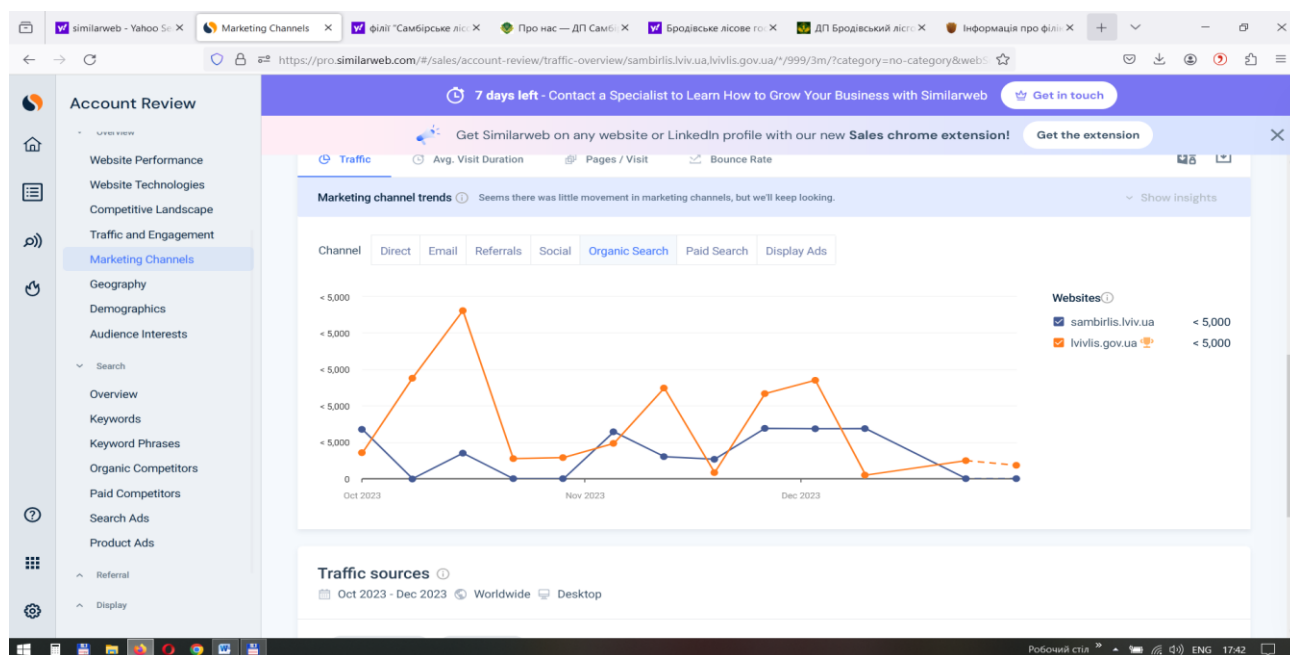 similarweb - Yahoo Se
Marketing Channels
філії "Самбірське ліс
Про нас — ДП Самбі
Бродівське лісове го
ДП Бродівський лісго
Інформація про філі
https://pro.similarweb.com/#/sales/account-review/traffic-overview/sambirlis.lviv.ua,lvivlis.gov.ua/*/999/3m/?category=no-category&webS
7 days left - Contact a Specialist to Learn How to Grow Your Business with Similarweb
Get in touch
Get Similarweb on any website or LinkedIn profile with our new Sales chrome extension!
Get the extension
Account Review
Overview
Website Performance
Website Technologies
Competitive Landscape
Traffic and Engagement
Marketing Channels
Geography
Demographics
Audience Interests
Search
Overview
Keywords
Keyword Phrases
Organic Competitors
Paid Competitors
Search Ads
Product Ads
Referral
Display
Traffic
Avg. Visit Duration
Pages / Visit
Bounce Rate
Marketing channel trends Seems there was little movement in marketing channels, but we'll keep looking.
Show insights
Channel Direct Email Referrals Social Organic Search Paid Search Display Ads
< 5,000
< 5,000
< 5,000
< 5,000
< 5,000
0
Oct 2023 Nov 2023 Dec 2023
Websites
sambirlis.lviv.ua < 5,000
lvivlis.gov.ua < 5,000
Traffic sources
Oct 2023 - Dec 2023 Worldwide Desktop
Робочий стіл » ENG 17:42